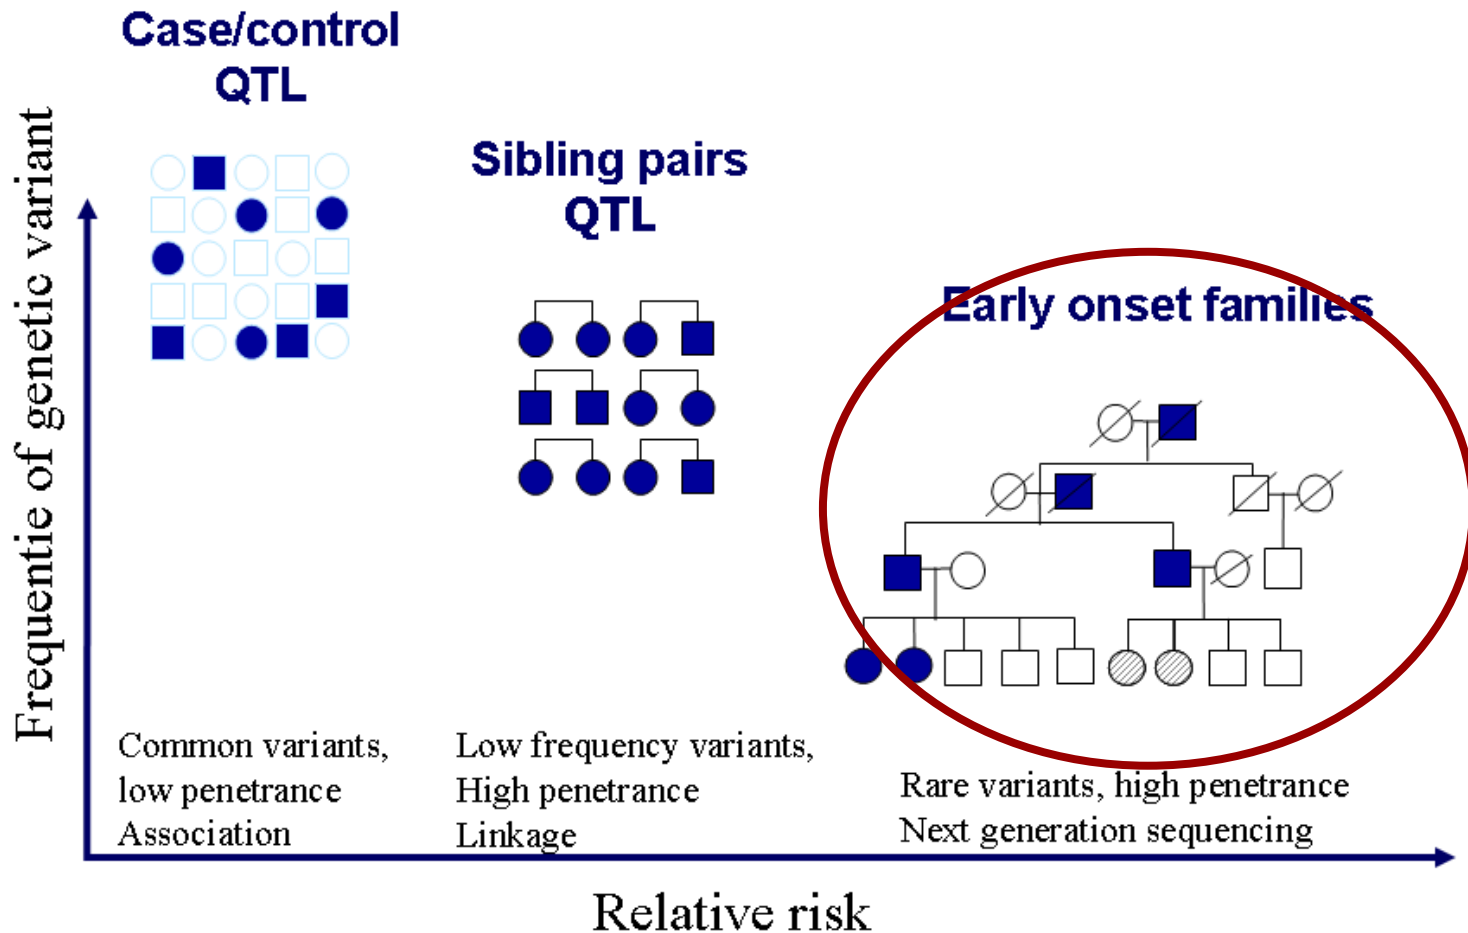 Case/control
QTL
Sibling pairs
QTL
Early onset families
Frequentie of genetic variant
Common variants,
low penetrance
Association
Low frequency variants,
High penetrance
Linkage
Rare variants, high penetrance
Next generation sequencing
Relative risk